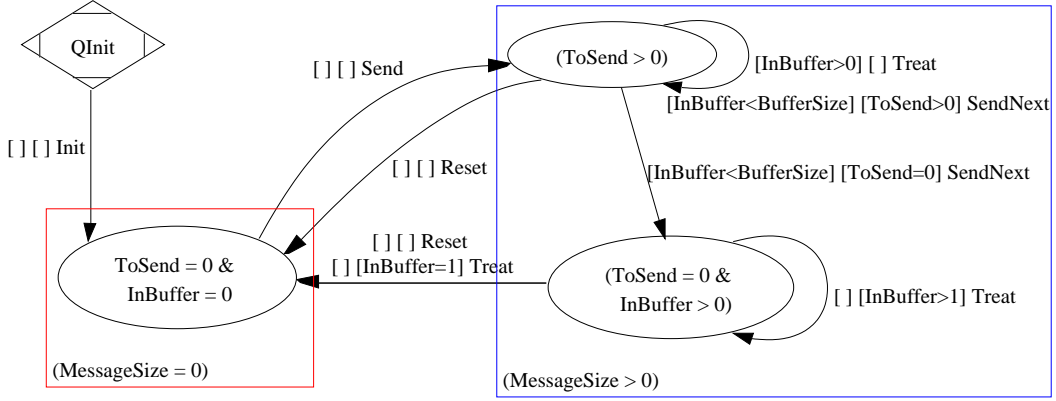 QInit
(ToSend > 0)
[ ] [ ] Send
[InBuffer>0] [ ] Treat
[InBuffer<BufferSize] [ToSend>0] SendNext
[ ] [ ] Init
[ ] [ ] Reset
[InBuffer<BufferSize] [ToSend=0] SendNext
[ ] [ ] Reset
[ ] [InBuffer=1] Treat
ToSend = 0 &
InBuffer = 0
(ToSend = 0 &
InBuffer > 0)
[ ] [InBuffer>1] Treat
(MessageSize = 0)
(MessageSize > 0)